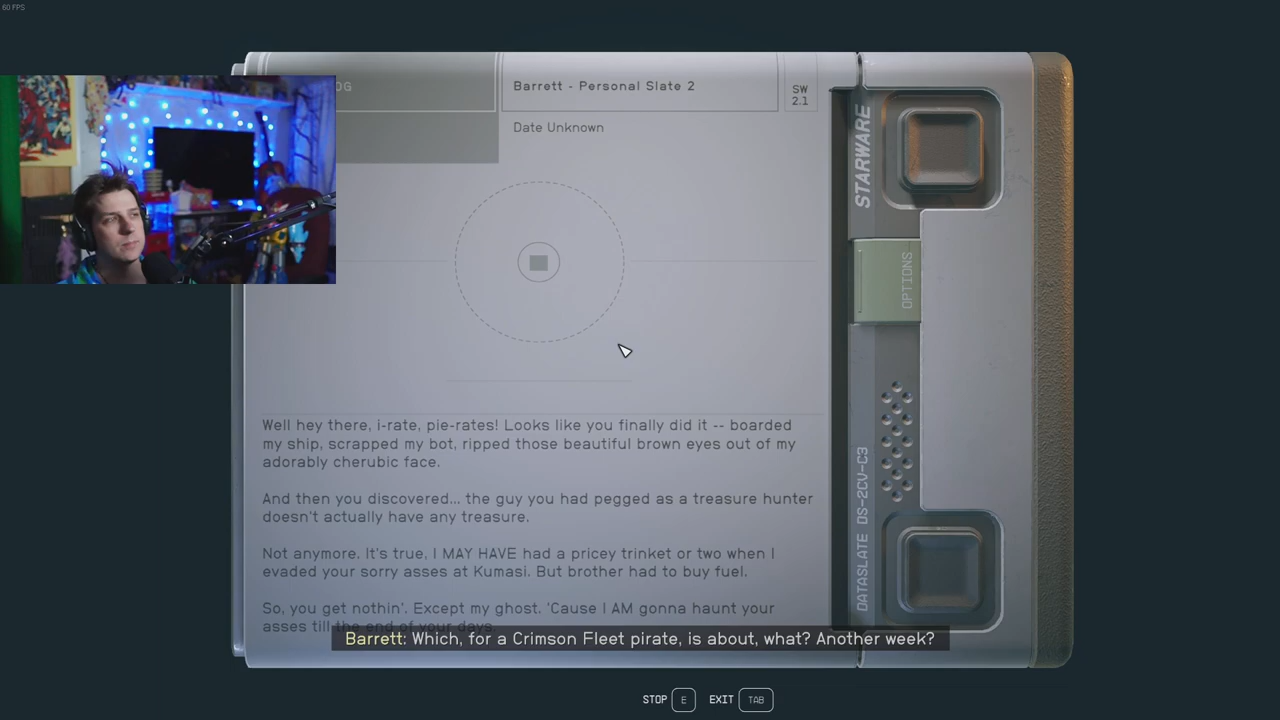 60 FPS
OG
Barrett - Personal Slate 2
SW
2.1
Date Unknown
STARWARE
OPTIONS
DATASLATE DS-2CV-C3
Well hey there, i-rate, pie-rates! Looks like you finally did it -- boarded
my ship, scrapped my bot, ripped those beautiful brown eyes out of my
adorably cherubic face.
And then you discovered... the guy you had pegged as a treasure hunter
doesn't actually have any treasure.
Not anymore. It's true, I MAY HAVE had a pricey trinket or two when I
evaded your sorry asses at Kumasi. But brother had to buy fuel.
So, you get nothin'. Except my ghost. 'Cause I AM gonna haunt your
asses till the end of your days.
Barrett: Which, for a Crimson Fleet pirate, is about, what? Another week?
STOP E EXIT TAB